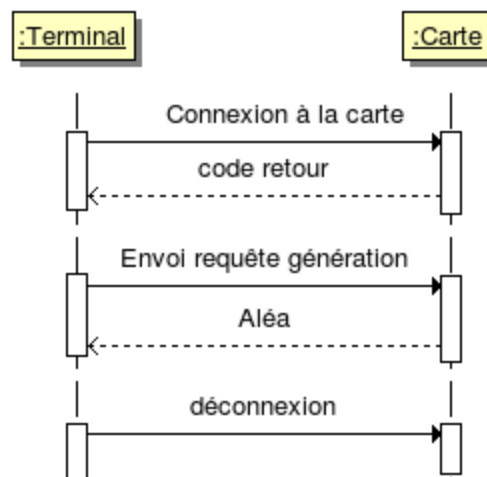 :Terminal
:Carte
Connexion à la carte
code retour
Envoi requête génération
Aléa
déconnexion